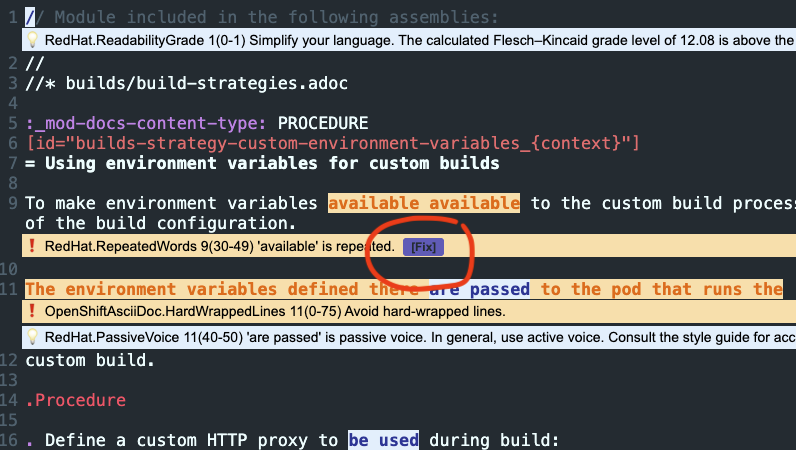 1 // Module included in the following assemblies:
RedHat.ReadabilityGrade 1(0-1) Simplify your language. The calculated Flesch–Kincaid grade level of 12.08 is above the
2 //
3 //* builds/build-strategies.adoc
4
5 :_mod-docs-content-type: PROCEDURE
6 [id="builds-strategy-custom-environment-variables_{context}"]
7 = Using environment variables for custom builds
8
9 To make environment variables available available to the custom build process
of the build configuration.
RedHat.RepeatedWords 9(30-49) 'available' is repeated. [Fix]
10
11 The environment variables defined there are passed to the pod that runs the
OpenShiftAsciiDoc.HardWrappedLines 11(0-75) Avoid hard-wrapped lines.
RedHat.PassiveVoice 11(40-50) 'are passed' is passive voice. In general, use active voice. Consult the style guide for acc
12 custom build.
13
14 .Procedure
15
16 . Define a custom HTTP proxy to be used during build: